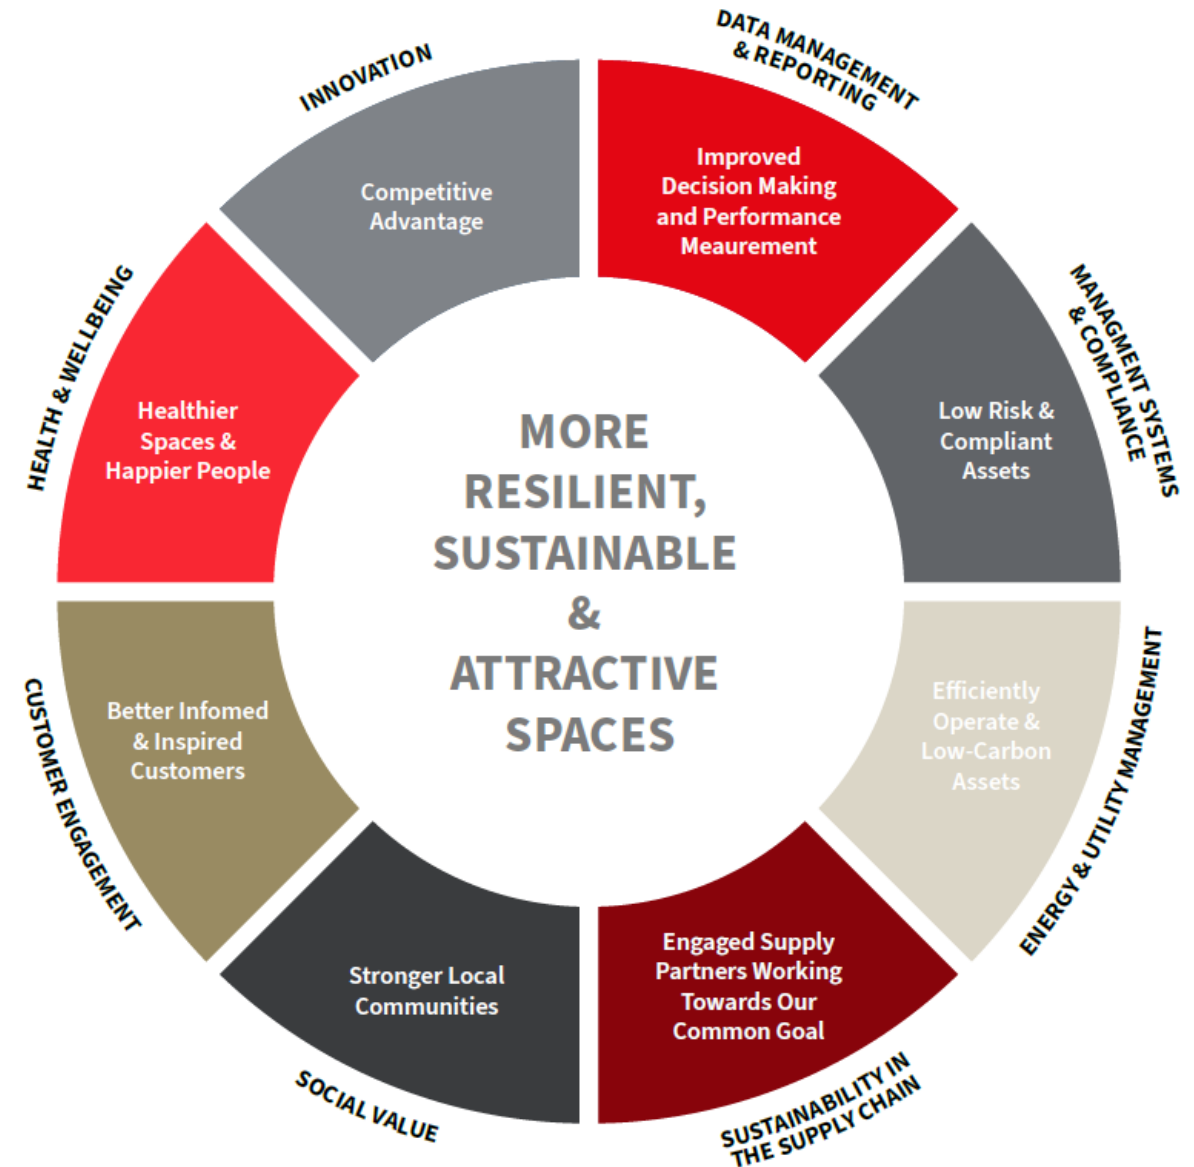 INNOVATION
Competitive
Advantage
DATA MANAGEMENT
& REPORTING
Improved
Decision Making
and Performance
Meaurement
MANAGMENT SYSTEMS
& COMPLIANCE
Low Risk &
Compliant
Assets
ENERGY & UTILITY MANAGEMENT
Efficiently
Operate &
Low-Carbon
Assets
SUSTAINABILITY IN
THE SUPPLY CHAIN
Engaged Supply
Partners Working
Towards Our
Common Goal
SOCIAL VALUE
Stronger Local
Communities
CUSTOMER ENGAGEMENT
Better Infomed
& Inspired
Customers
HEALTH & WELLBEING
Healthier
Spaces &
Happier People
MORE
RESILIENT,
SUSTAINABLE
&
ATTRACTIVE
SPACES